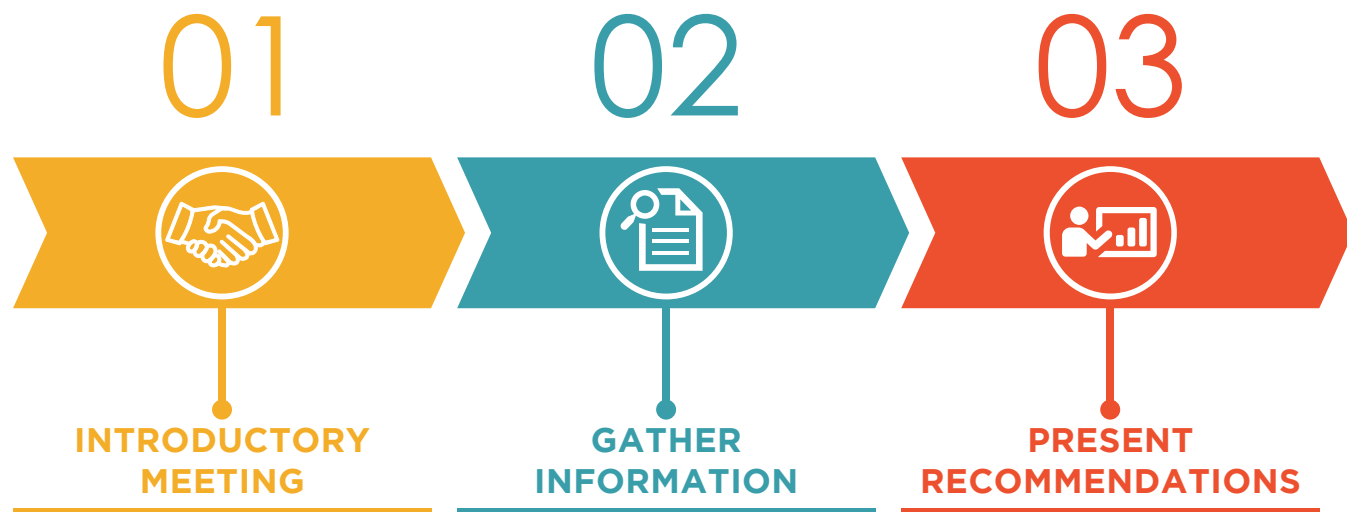 01
02
03
INTRODUCTORY
MEETING
GATHER
INFORMATION
PRESENT
RECOMMENDATIONS